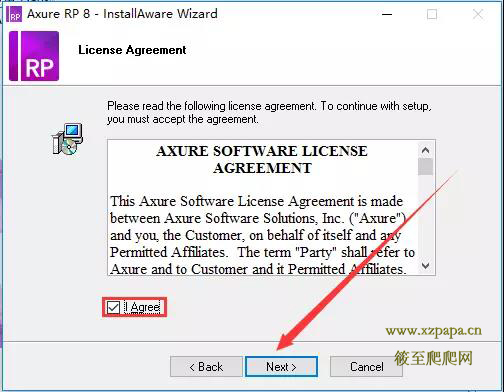 Axure RP 8 - InstallAware Wizard
RP
License Agreement
Please read the following license agreement. To continue with setup,
you must accept the agreement.
AXURE SOFTWARE LICENSE
AGREEMENT
This Axure Software License Agreement is made
between Axure Software Solutions, Inc. ("Axure")
and you, the Customer, on behalf of itself and any
Permitted Affiliates. The term "Party" shall refer to
Axure and to Customer and it Permitted Affiliates.
I Agree
www.xzpapa.cn
筱至爬爬网
< Back
Next >
Cancel